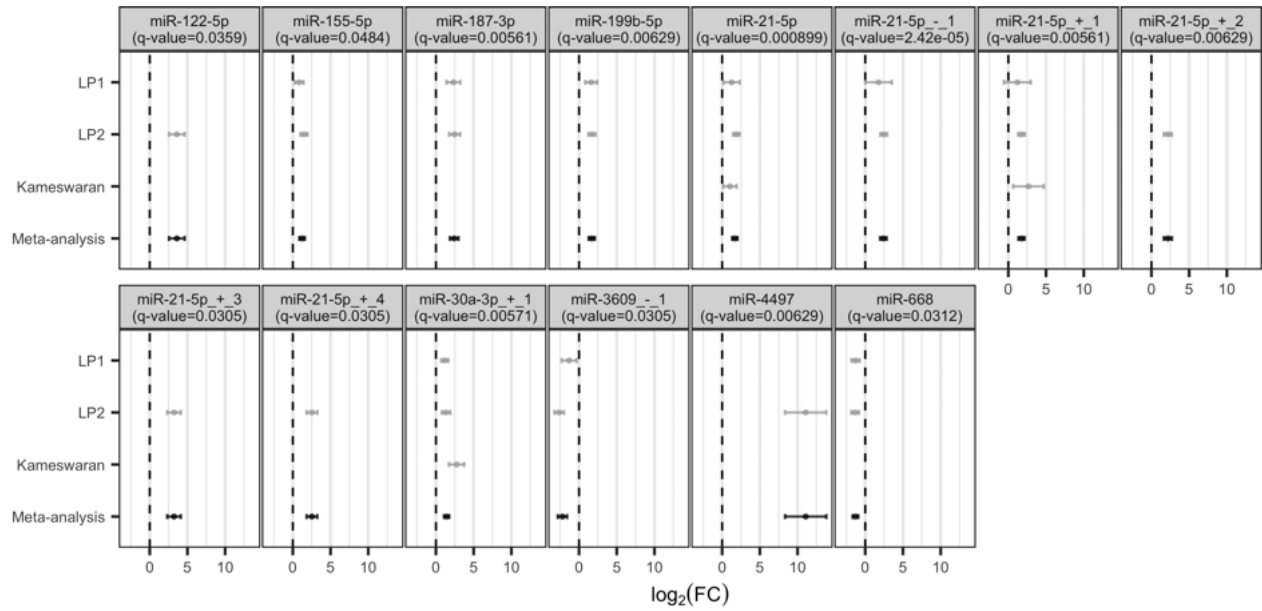 miR-122-5p miR-155-5p miR-187-3p miR-199b-5p miR-21-5p miR-21-5p_-_1 miR-21-5p_+_1 miR-21-5p_+_2
(q-value=0.0359) (q-value=0.0484) (q-value=0.00561) (q-value=0.00629) (q-value=0.000899) (q-value=2.42e-05) (q-value=0.00561) (q-value=0.00629)
LP1
LP2
Kameswaran
Meta-analysis
0 5 10 0 5 10
miR-21-5p_+_3 miR-21-5p_+_4 miR-30a-3p_+_1 miR-3609_-_1 miR-4497 miR-668
(q-value=0.0305) (q-value=0.0305) (q-value=0.00571) (q-value=0.0305) (q-value=0.00629) (q-value=0.0312)
LP1
LP2
Kameswaran
Meta-analysis
0 5 10 0 5 10 0 5 10 0 5 10 0 5 10 0 5 10
log2(FC)